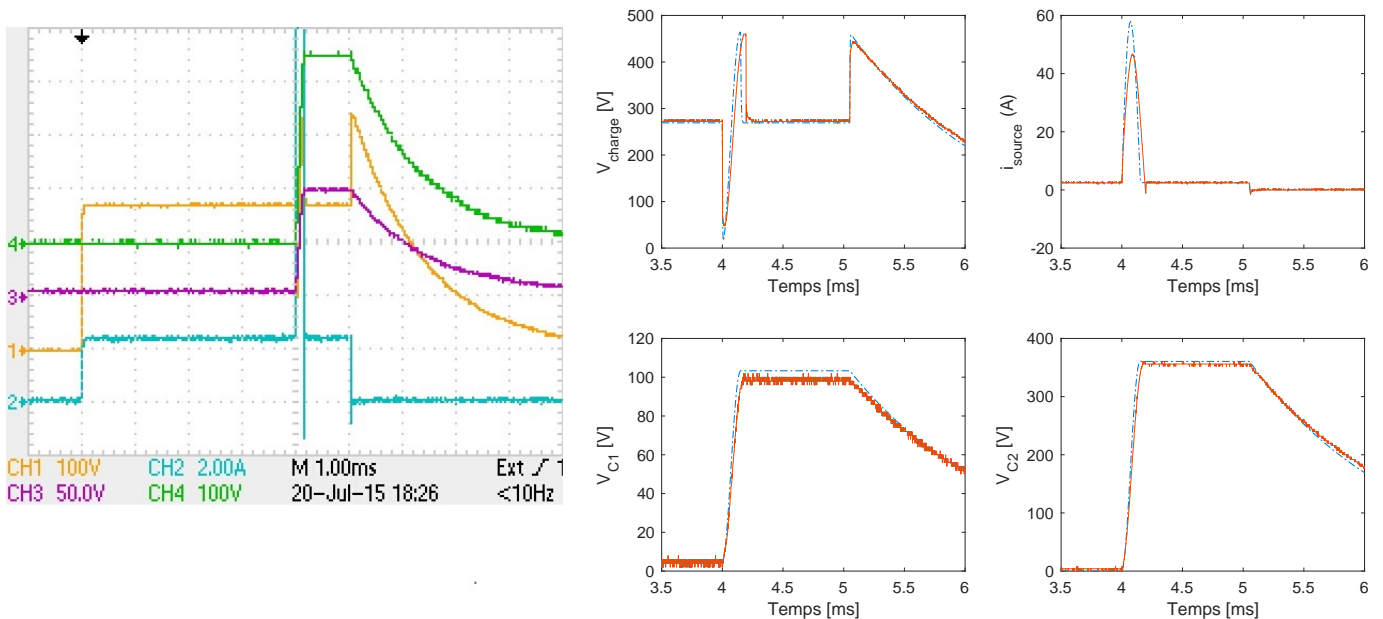 4
3
1
2
CH1 100V CH2 2.00A M 1.00ms Ext
CH3 50.0V CH4 100V 20-Jul-15 18:26 <10Hz
500
400
300
200
100
0
V_charge [V]
3.5 4 4.5 5 5.5 6
Temps [ms]
60
40
20
0
-20
i_source (A)
3.5 4 4.5 5 5.5 6
Temps [ms]
120
100
80
60
40
20
0
V_C1 [V]
3.5 4 4.5 5 5.5 6
Temps [ms]
400
300
200
100
0
V_C2 [V]
3.5 4 4.5 5 5.5 6
Temps [ms]